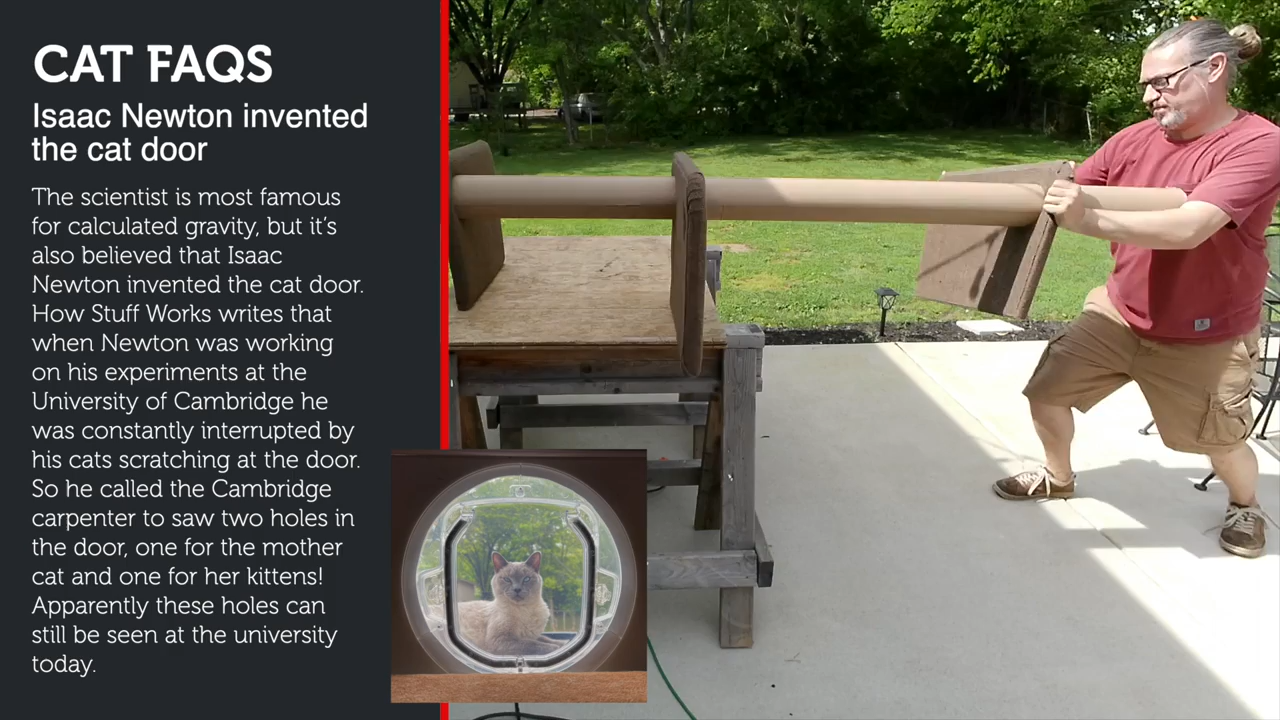 CAT FAQS
Isaac Newton invented
the cat door
The scientist is most famous
for calculated gravity, but it's
also believed that Isaac
Newton invented the cat door.
How Stuff Works writes that
when Newton was working
on his experiments at the
University of Cambridge he
was constantly interrupted by
his cats scratching at the door.
So he called the Cambridge
carpenter to saw two holes in
the door, one for the mother
cat and one for her kittens!
Apparently these holes can
still be seen at the university
today.